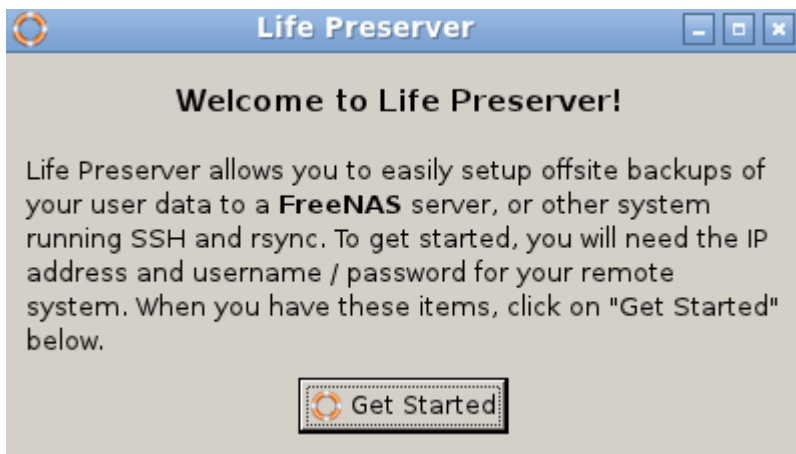 Life Preserver
Welcome to Life Preserver!
Life Preserver allows you to easily setup offsite backups of
your user data to a FreeNAS server, or other system
running SSH and rsync. To get started, you will need the IP
address and username / password for your remote
system. When you have these items, click on "Get Started"
below.
Get Started